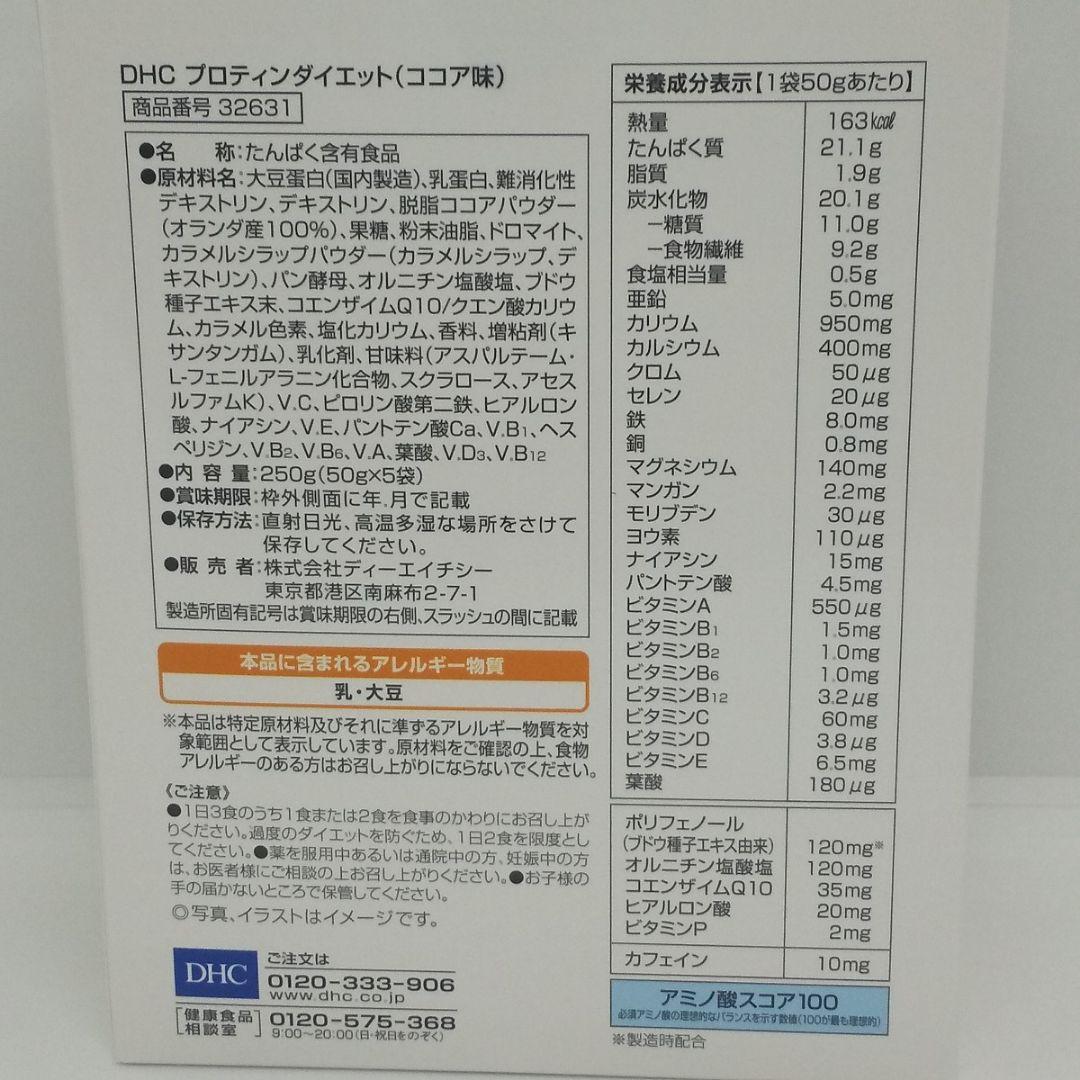 DHC プロティンダイエット(ココア味)
商品番号 32631
●名 称:たんぱく含有食品
●原材料名:大豆蛋白(国内製造)、乳蛋白、難消化性
デキストリン、デキストリン、脱脂ココアパウダー
(オランダ産100%)、果糖、粉末油脂、ドロマイト、
カラメルシラップパウダー(カラメルシラップ、デ
キストリン)、パン酵母、オルニチン塩酸塩、ブドウ
種子エキス末、コエンザイムQ10/クエン酸カリウ
ム、カラメル色素、塩化カリウム、香料、増粘剤(キ
サンタンガム)、乳化剤、甘味料(アスパルテーム・
L-フェニルアラニン化合物、スクラロース、アセス
ルファムK)、V.C、ピロリン酸第二鉄、ヒアルロン
酸、ナイアシン、V.E、パントテン酸Ca、V.B1、ヘス
ペリジン、V.B2、V.B6、V.A、葉酸、V.D3、V.B12
●内 容 量:250g(50g×5袋)
●賞味期限:枠外側面に年.月で記載
●保存方法:直射日光、高温多湿な場所をさけて
保存してください。
●販 売 者:株式会社ディーエイチシー
東京都港区南麻布2-7-1
製造所固有記号は賞味期限の右側、スラッシュの間に記載
本品に含まれるアレルギー物質
乳・大豆
※本品は特定原材料及びそれに準ずるアレルギー物質を対
象範囲として表示しています。原材料をご確認の上、食物
アレルギーのある方はお召し上がりにならないでください。
《ご注意》
●1日3食のうち1食または2食を食事のかわりにお召し上が
りください。過度のダイエットを防ぐため、1日2食を限度とし
てください。●薬を服用中あるいは通院中の方、妊娠中の方
は、お医者様にご相談の上お召し上がりください。●お子様の
手の届かないところで保管してください。
◎写真、イラストはイメージです。
DHC
ご注文は
0120-333-906
www.dhc.co.jp
[健康食品相談室] 0120-575-368
9:00〜20:00(日・祝日をのぞく)
栄養成分表示【1袋50gあたり】
熱量 163kcal
たんぱく質 21.1g
脂質 1.9g
炭水化物 20.1g
−糖質 11.0g
−食物繊維 9.2g
食塩相当量 0.5g
亜鉛 5.0mg
カリウム 950mg
カルシウム 400mg
クロム 50μg
セレン 20μg
鉄 8.0mg
銅 0.8mg
マグネシウム 140mg
マンガン 2.2mg
モリブデン 30μg
ヨウ素 110μg
ナイアシン 15mg
パントテン酸 4.5mg
ビタミンA 550μg
ビタミンB1 1.5mg
ビタミンB2 1.0mg
ビタミンB6 1.0mg
ビタミンB12 3.2μg
ビタミンC 60mg
ビタミンD 3.8μg
ビタミンE 6.5mg
葉酸 180μg
ポリフェノール
(ブドウ種子エキス由来) 120mg※
オルニチン塩酸塩 120mg
コエンザイムQ10 35mg
ヒアルロン酸 20mg
ビタミンP 2mg
カフェイン 10mg
アミノ酸スコア100
必須アミノ酸の理想的なバランスを示す数値(100が最も理想的)
※製造時配合